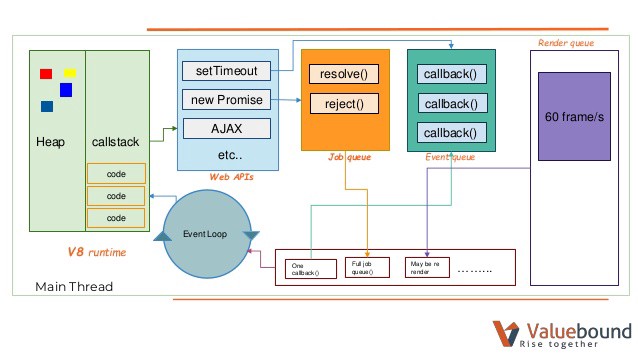 Render queue
setTimeout
new Promise
AJAX
etc..
Web APIs
resolve()
reject()
Job queue
callback()
callback()
callback()
Event queue
60 frame/s
Heap
callstack
code
code
code
V8 runtime
Event Loop
One
callback()
Full job
queue()
May be re
render
.........
Main Thread
Valuebound
Rise together